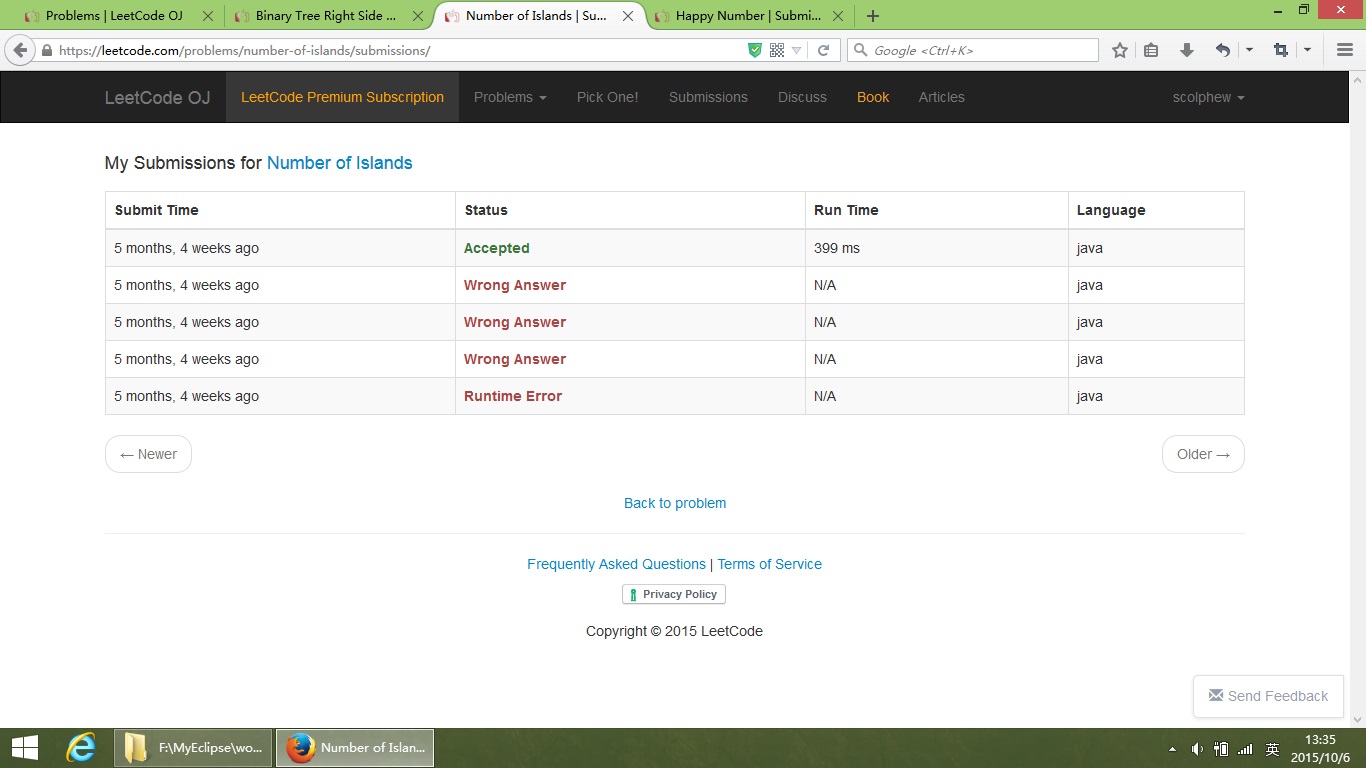 Problems | LeetCode OJ Binary Tree Right Side ... Number of Islands | Su... Happy Number | Submi...
https://leetcode.com/problems/number-of-islands/submissions/ Google <Ctrl+K>
LeetCode OJ LeetCode Premium Subscription Problems Pick One! Submissions Discuss Book Articles scolphew
My Submissions for Number of Islands
Submit Time Status Run Time Language
5 months, 4 weeks ago Accepted 399 ms java
5 months, 4 weeks ago Wrong Answer N/A java
5 months, 4 weeks ago Wrong Answer N/A java
5 months, 4 weeks ago Wrong Answer N/A java
5 months, 4 weeks ago Runtime Error N/A java
← Newer Older →
Back to problem
Frequently Asked Questions | Terms of Service
Privacy Policy
Copyright © 2015 LeetCode
Send Feedback
F:\MyEclipse\wo... Number of Islan... 英 13:35
2015/10/6